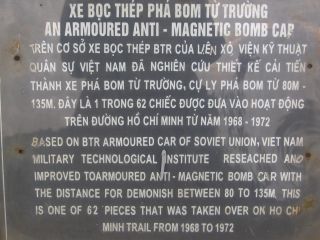 XE BỌC THÉP PHÁ BOM TỪ TRƯỜNG
AN ARMOURED ANTI - MAGNETIC BOMB CAR
TRÊN CƠ SỞ XE BỌC THÉP BTR CỦA LIÊN XÔ, VIỆN KỸ THUẬT
QUÂN SỰ VIỆT NAM ĐÃ NGHIÊN CỨU THIẾT KẾ CẢI TIẾN
THÀNH XE BỌC THÉP PHÁ BOM TỪ TRƯỜNG, CỰ LY PHÁ BOM TỪ 80M -
135M. ĐÂY LÀ 1 TRONG 62 CHIẾC ĐƯỢC ĐƯA VÀO HOẠT ĐỘNG
TRÊN ĐƯỜNG HỒ CHÍ MINH TỪ NĂM 1968 - 1972
BASED ON BTR ARMOURED CAR OF SOVIET UNION, VIET NAM
MILITARY TECHNOLOGICAL INSTITUTE RESEACHED AND
IMPROVED TOARMOURED ANTI - MAGNETIC BOMB CAR WITH
THE DISTANCE FOR DEMONISH BETWEEN 80 TO 135M, THIS
IS ONE OF 62 PIECES THAT WAS TAKEN OVER ON HO CHI
MINH TRAIL FROM 1968 TO 1972